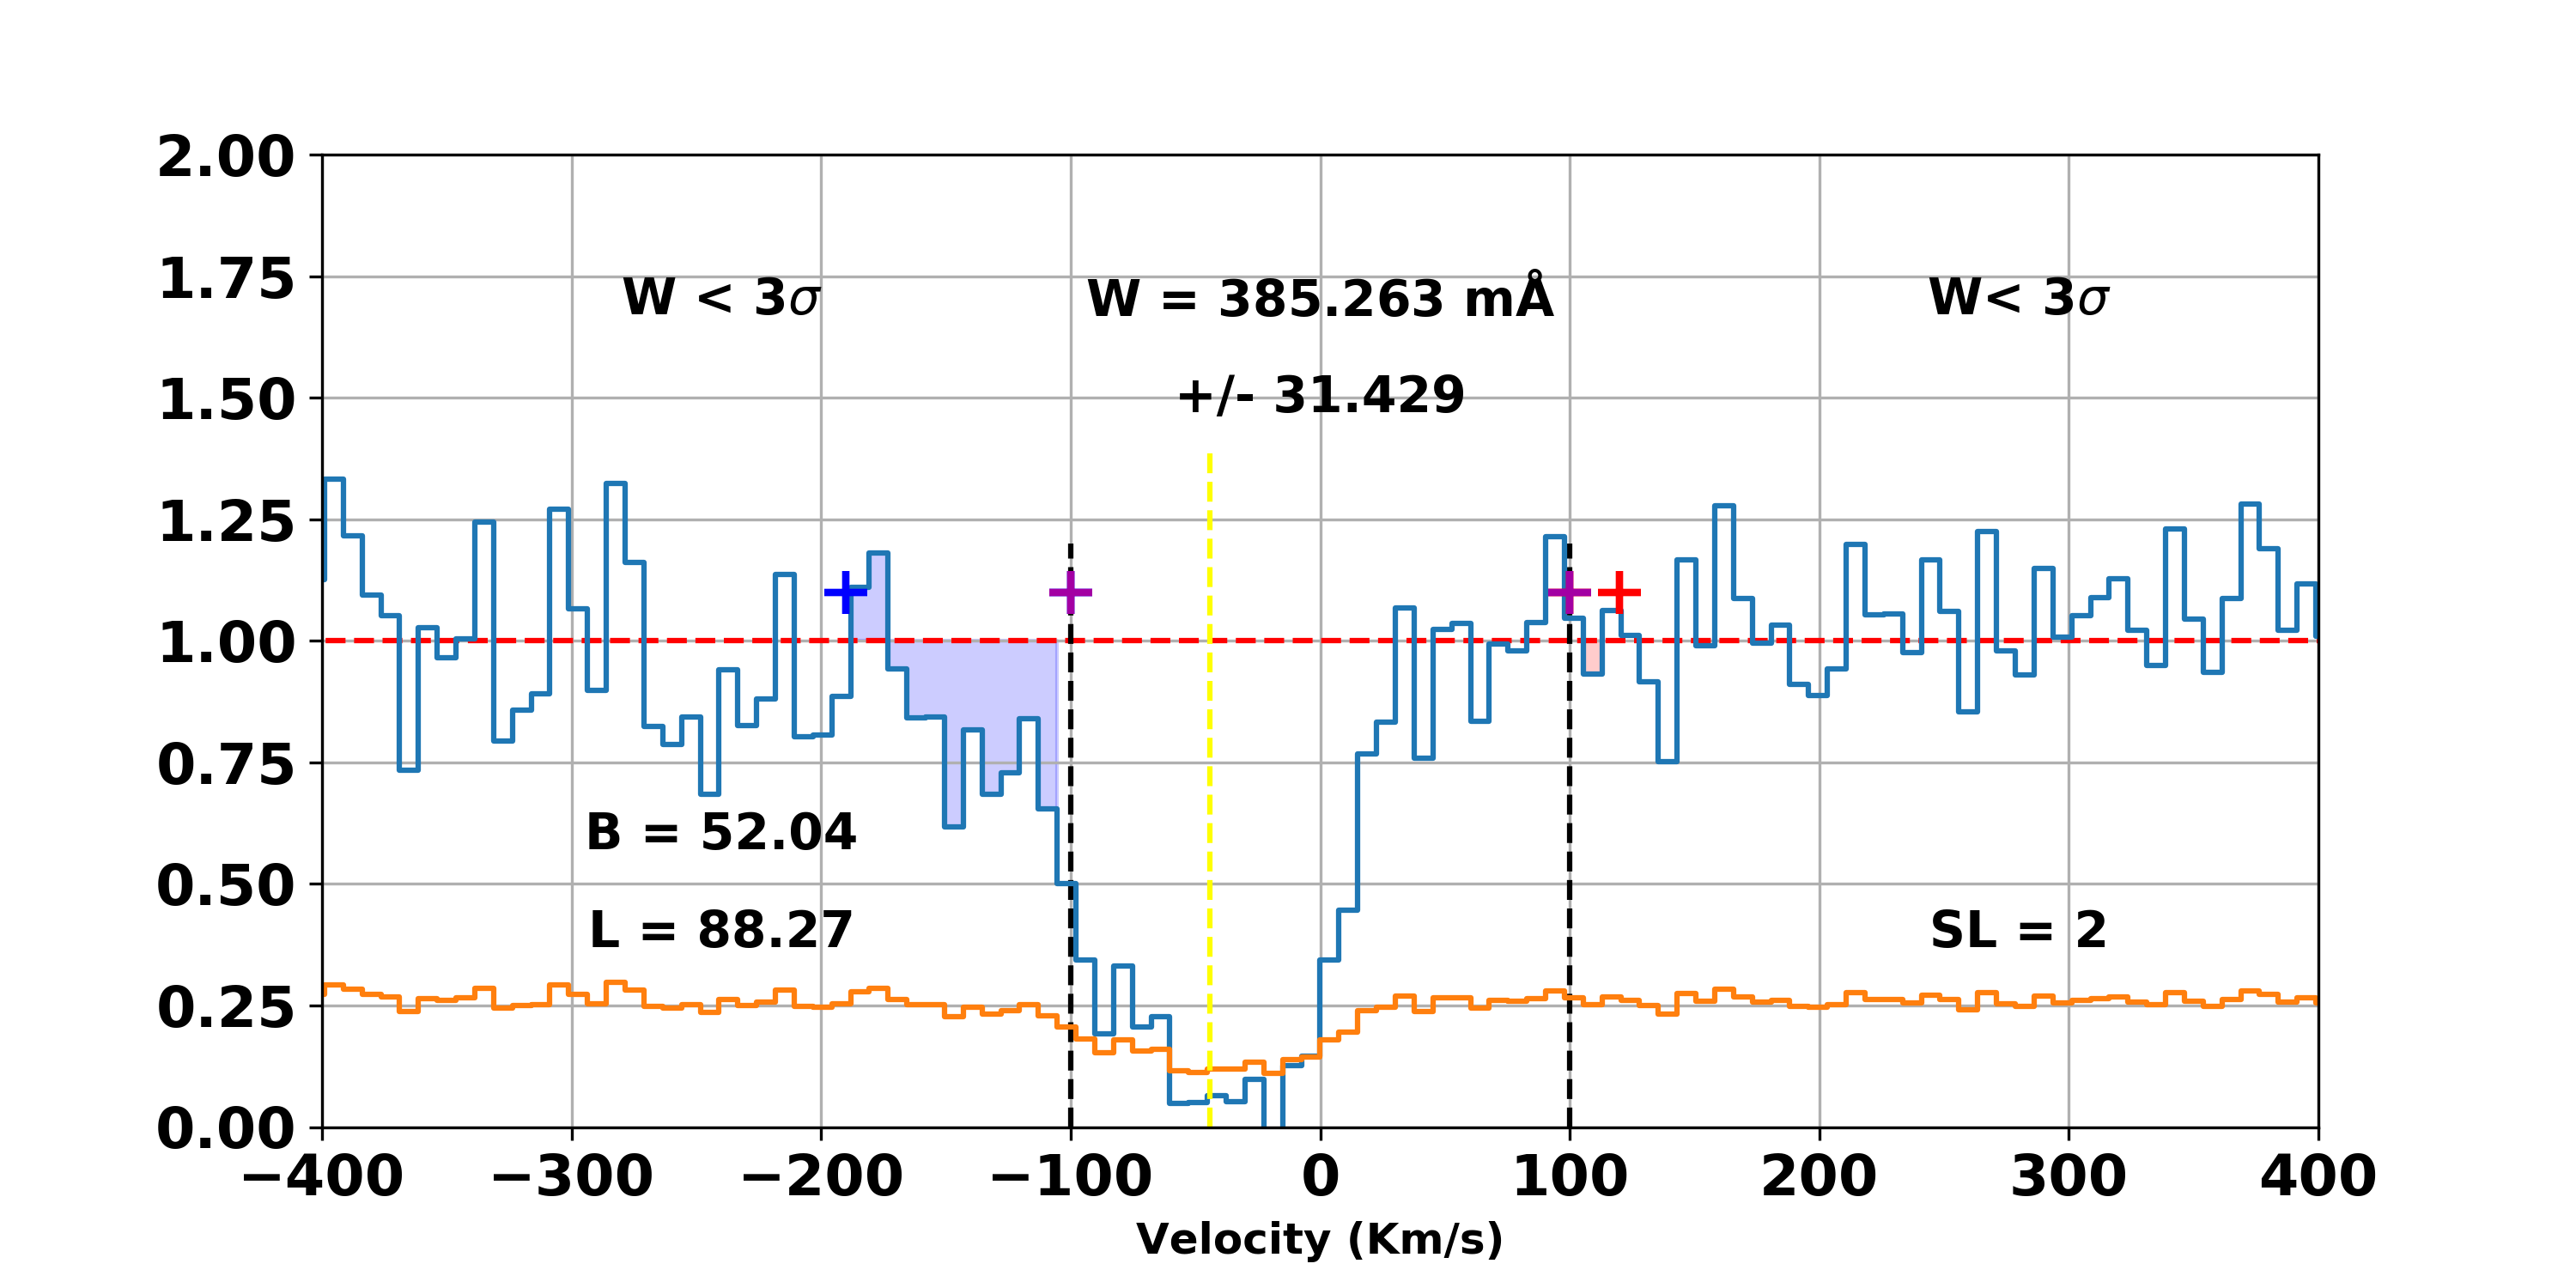 2.00
1.75
W < 3σ W = 385.263 mÅ W< 3σ
1.50
+/- 31.429
1.25
1.00
0.75
B = 52.04
0.50
L = 88.27 SL = 2
0.25
0.00
−400 −300 −200 −100 0 100 200 300 400
Velocity (Km/s)